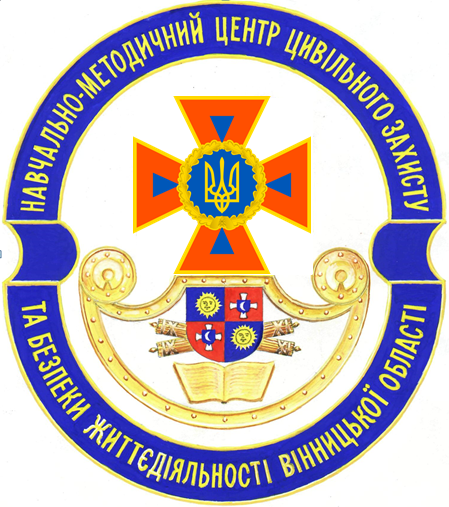 НАВЧАЛЬНО-МЕТОДИЧНИЙ ЦЕНТР ЦИВІЛЬНОГО ЗАХИСТУ
ТА БЕЗПЕКИ ЖИТТЄДІЯЛЬНОСТІ ВІННИЦЬКОЇ ОБЛАСТІ